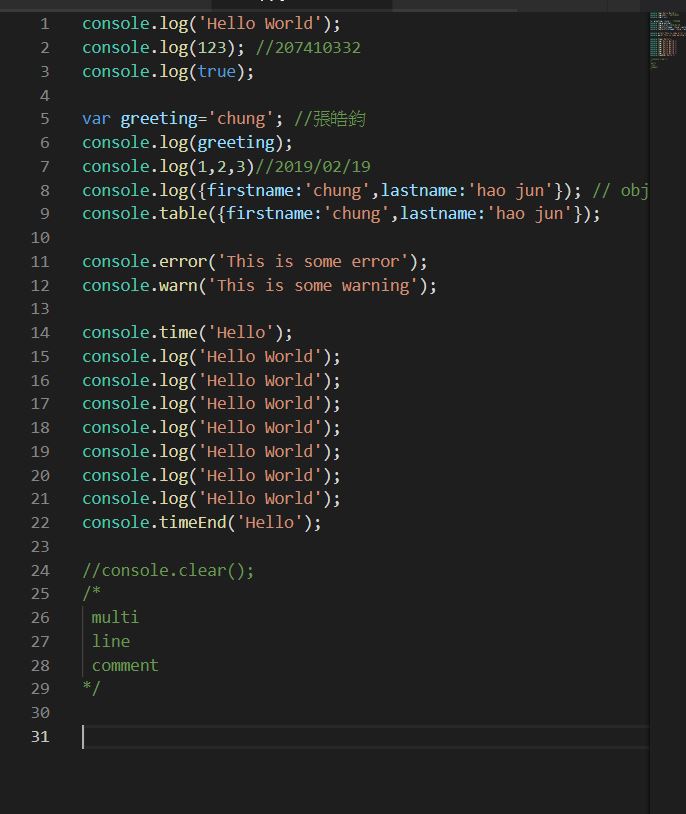 1 console.log('Hello World');
2 console.log(123); //207410332
3 console.log(true);
4
5 var greeting='chung'; //張皓鈞
6 console.log(greeting);
7 console.log(1,2,3)//2019/02/19
8 console.log({firstname:'chung',lastname:'hao jun'}); // obj
9 console.table({firstname:'chung',lastname:'hao jun'});
10
11 console.error('This is some error');
12 console.warn('This is some warning');
13
14 console.time('Hello');
15 console.log('Hello World');
16 console.log('Hello World');
17 console.log('Hello World');
18 console.log('Hello World');
19 console.log('Hello World');
20 console.log('Hello World');
21 console.log('Hello World');
22 console.timeEnd('Hello');
23
24 //console.clear();
25 /*
26 multi
27 line
28 comment
29 */
30
31